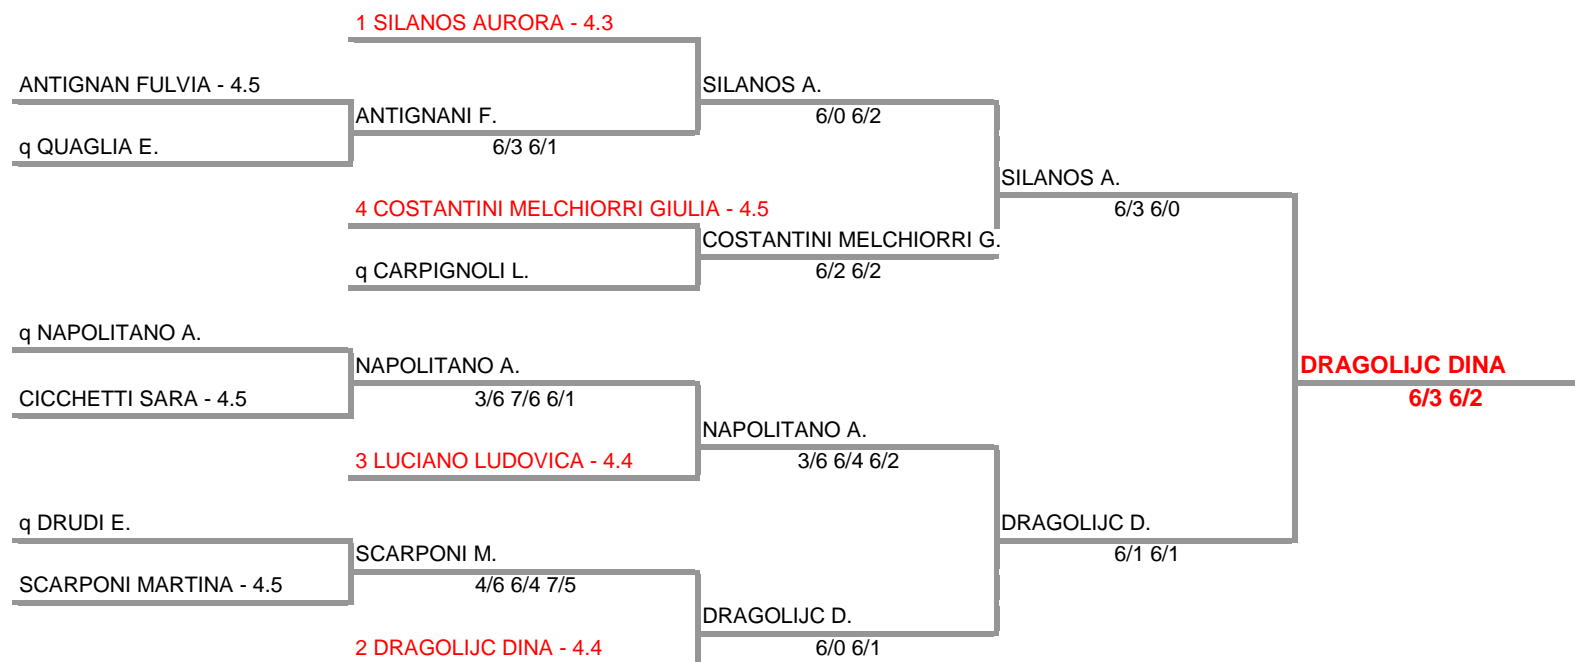 1 SILANOS AURORA - 4.3
ANTIGNAN FULVIA - 4.5
SILANOS A.
ANTIGNANI F.
6/0 6/2
q QUAGLIA E.
6/3 6/1
SILANOS A.
4 COSTANTINI MELCHIORRI GIULIA - 4.5
6/3 6/0
COSTANTINI MELCHIORRI G.
q CARPIGNOLI L.
6/2 6/2
q NAPOLITANO A.
NAPOLITANO A.
DRAGOLIJC DINA
CICCHETTI SARA - 4.5
3/6 7/6 6/1
6/3 6/2
NAPOLITANO A.
3 LUCIANO LUDOVICA - 4.4
3/6 6/4 6/2
q DRUDI E.
DRAGOLIJC D.
SCARPONI M.
6/1 6/1
SCARPONI MARTINA - 4.5
4/6 6/4 7/5
DRAGOLIJC D.
2 DRAGOLIJC DINA - 4.4
6/0 6/1